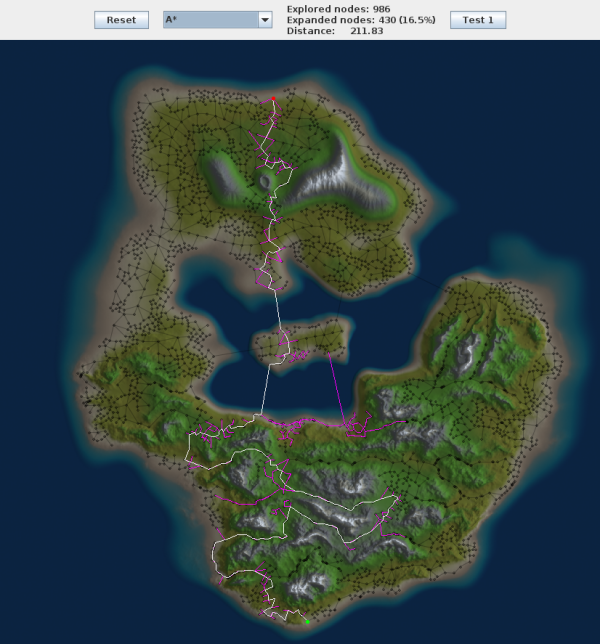 Reset
A*
Explored nodes: 986
Expanded nodes: 430 (16.5%)
Distance: 211.83
Test 1